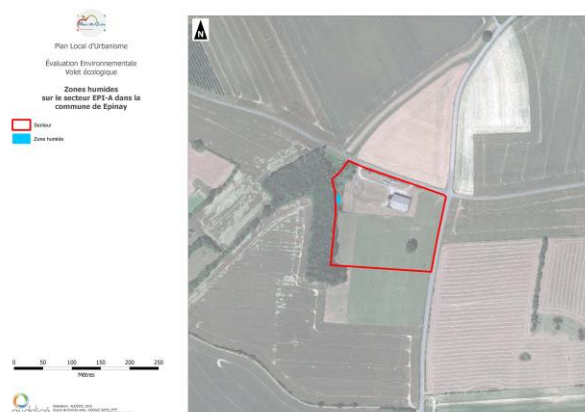 Plan Local d'Urbanisme
Évaluation Environnementale
Volet écologique
Zones humides
sur le secteur EPI-A dans la
commune de Epinay
Secteur
Zone humide
N
0 50 100 150 200 250
Mètres
auddicé